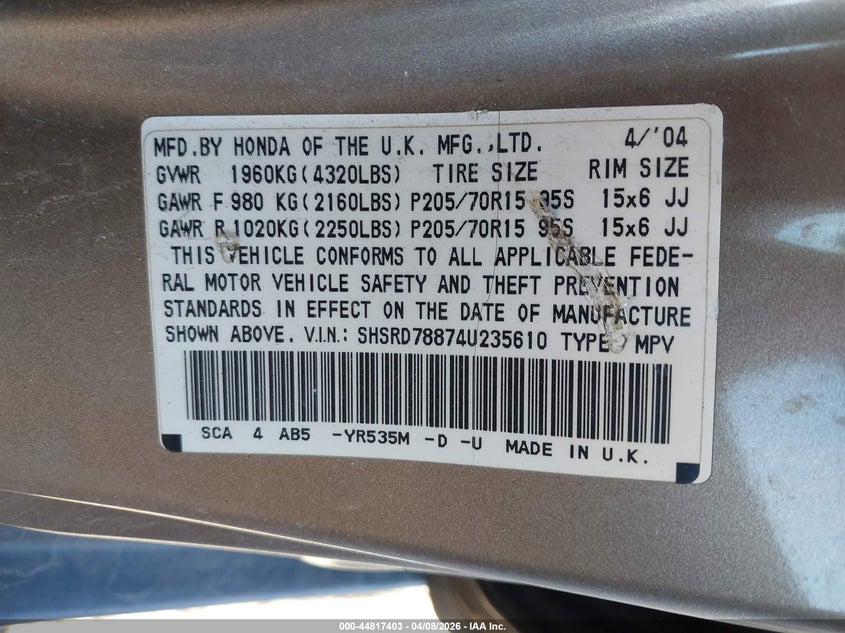 MFD.BY HONDA OF THE U.K. MFG.,LTD. 4/'04
GVWR 1960KG(4320LBS) TIRE SIZE RIM SIZE
GAWR F 980 KG(2160LBS) P205/70R15 95S 15x6 JJ
GAWR R 1020KG(2250LBS) P205/70R15 95S 15x6 JJ
THIS VEHICLE CONFORMS TO ALL APPLICABLE FEDE-
RAL MOTOR VEHICLE SAFETY AND THEFT PREVENTION
STANDARDS IN EFFECT ON THE DATE OF MANUFACTURE
SHOWN ABOVE. V.I.N.: SHSRD78874U235610 TYPE: MPV
SCA 4 AB5 -YR535M -D -U MADE IN U.K.
000-44817403 - 04/08/2026 - IAA Inc.